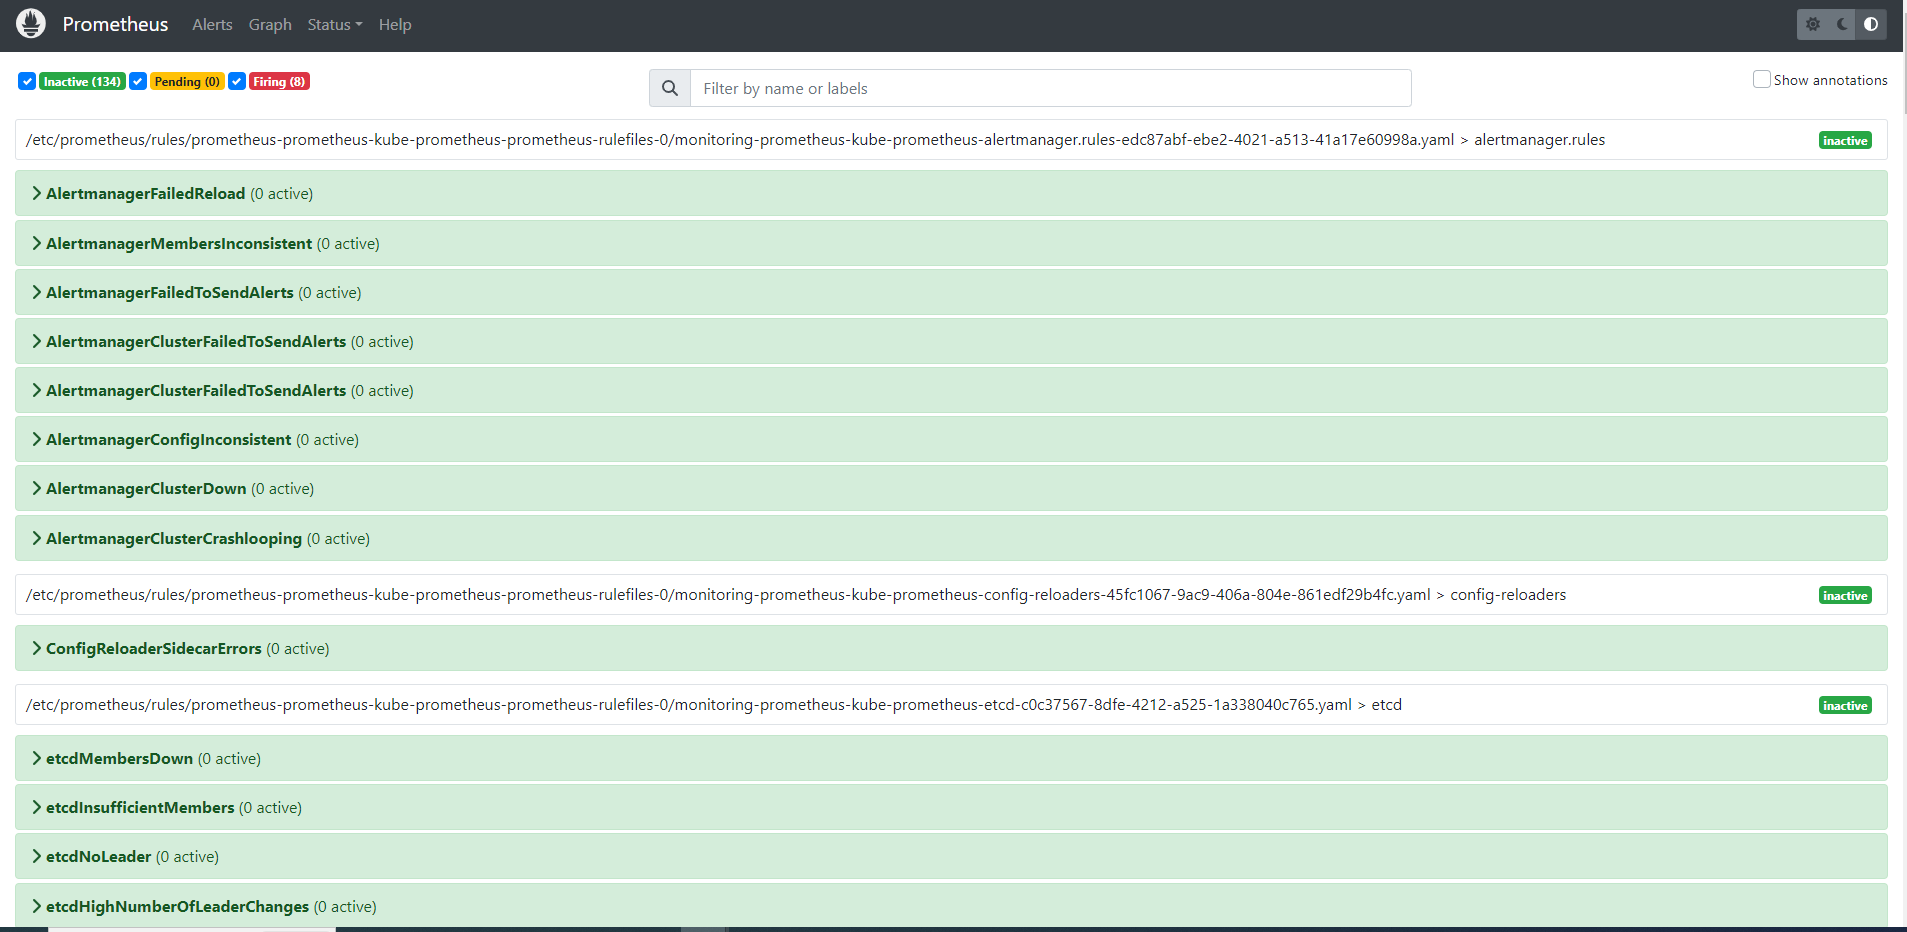 Prometheus Alerts Graph Status Help
Inactive (134) Pending (0) Firing (8) Filter by name or labels Show annotations
/etc/prometheus/rules/prometheus-prometheus-kube-prometheus-prometheus-rulefiles-0/monitoring-prometheus-kube-prometheus-alertmanager.rules-edc87abf-ebe2-4021-a513-41a17e60998a.yaml > alertmanager.rules inactive
AlertmanagerFailedReload (0 active)
AlertmanagerMembersInconsistent (0 active)
AlertmanagerFailedToSendAlerts (0 active)
AlertmanagerClusterFailedToSendAlerts (0 active)
AlertmanagerClusterFailedToSendAlerts (0 active)
AlertmanagerConfigInconsistent (0 active)
AlertmanagerClusterDown (0 active)
AlertmanagerClusterCrashlooping (0 active)
/etc/prometheus/rules/prometheus-prometheus-kube-prometheus-prometheus-rulefiles-0/monitoring-prometheus-kube-prometheus-config-reloaders-45fc1067-9ac9-406a-804e-861edf29b4fc.yaml > config-reloaders inactive
ConfigReloaderSidecarErrors (0 active)
/etc/prometheus/rules/prometheus-prometheus-kube-prometheus-prometheus-rulefiles-0/monitoring-prometheus-kube-prometheus-etcd-c0c37567-8dfe-4212-a525-1a338040c765.yaml > etcd inactive
etcdMembersDown (0 active)
etcdInsufficientMembers (0 active)
etcdNoLeader (0 active)
etcdHighNumberOfLeaderChanges (0 active)